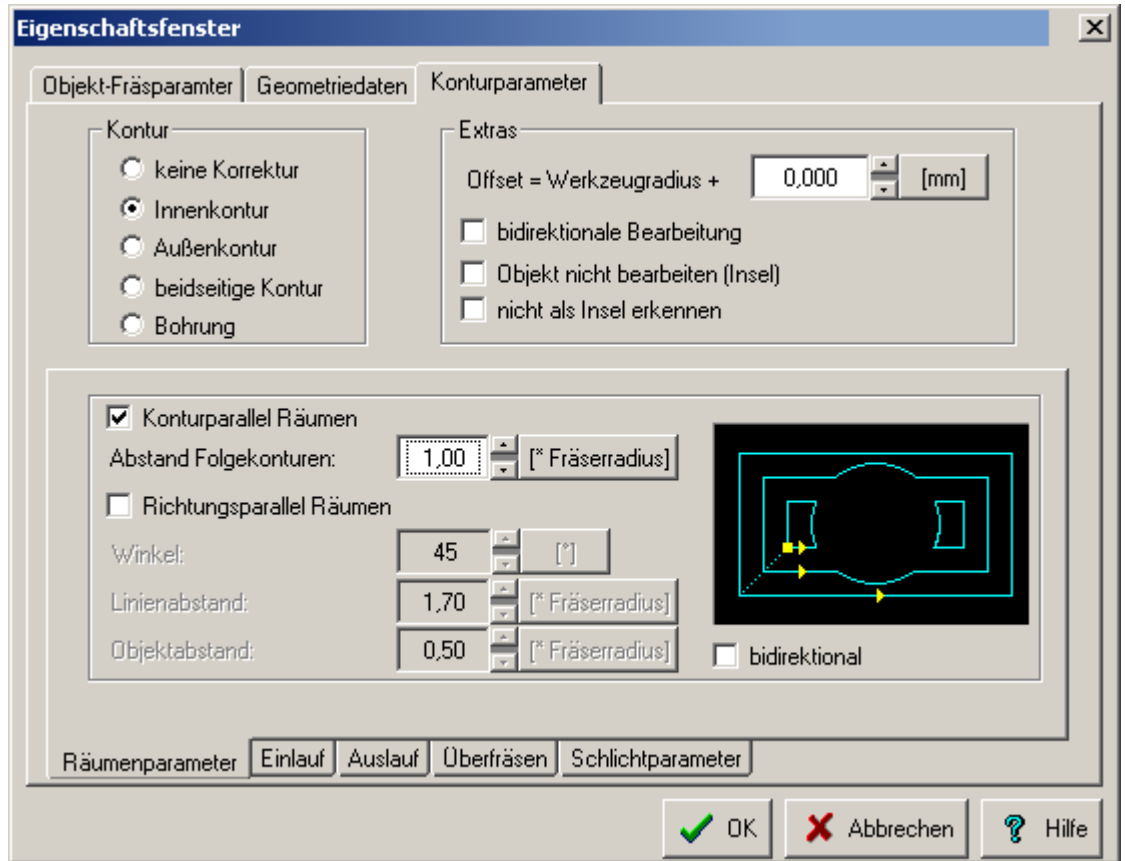 Eigenschaftsfenster
Objekt-Fräsparamter Geometriedaten Konturparameter
Kontur
keine Korrektur
Innenkontur
Außenkontur
beidseitige Kontur
Bohrung
Extras
Offset = Werkzeugradius + 0,000 [mm]
bidirektionale Bearbeitung
Objekt nicht bearbeiten (Insel)
nicht als Insel erkennen
Konturparallel Räumen
Abstand Folgekonturen: 1,00 [* Fräserradius]
Richtungsparallel Räumen
Winkel: 45 [°]
Linienabstand: 1,70 [* Fräserradius]
Objektabstand: 0,50 [* Fräserradius]
bidirektional
Räumenparameter Einlauf Auslauf Überfräsen Schlichtparameter
OK Abbrechen Hilfe